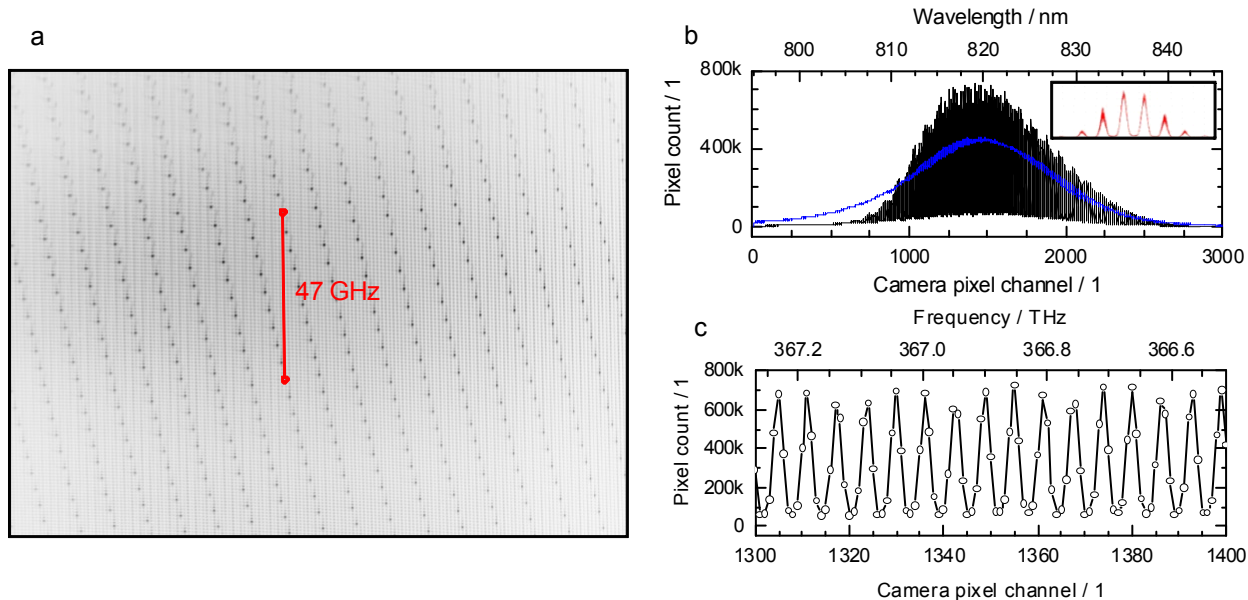 a
47 GHz
b
Wavelength / nm
800 810 820 830 840
800k
400k
0
Pixel count / 1
0 1000 2000 3000
Camera pixel channel / 1
c
Frequency / THz
367.2 367.0 366.8 366.6
800k
600k
400k
200k
0
Pixel count / 1
1300 1320 1340 1360 1380 1400
Camera pixel channel / 1